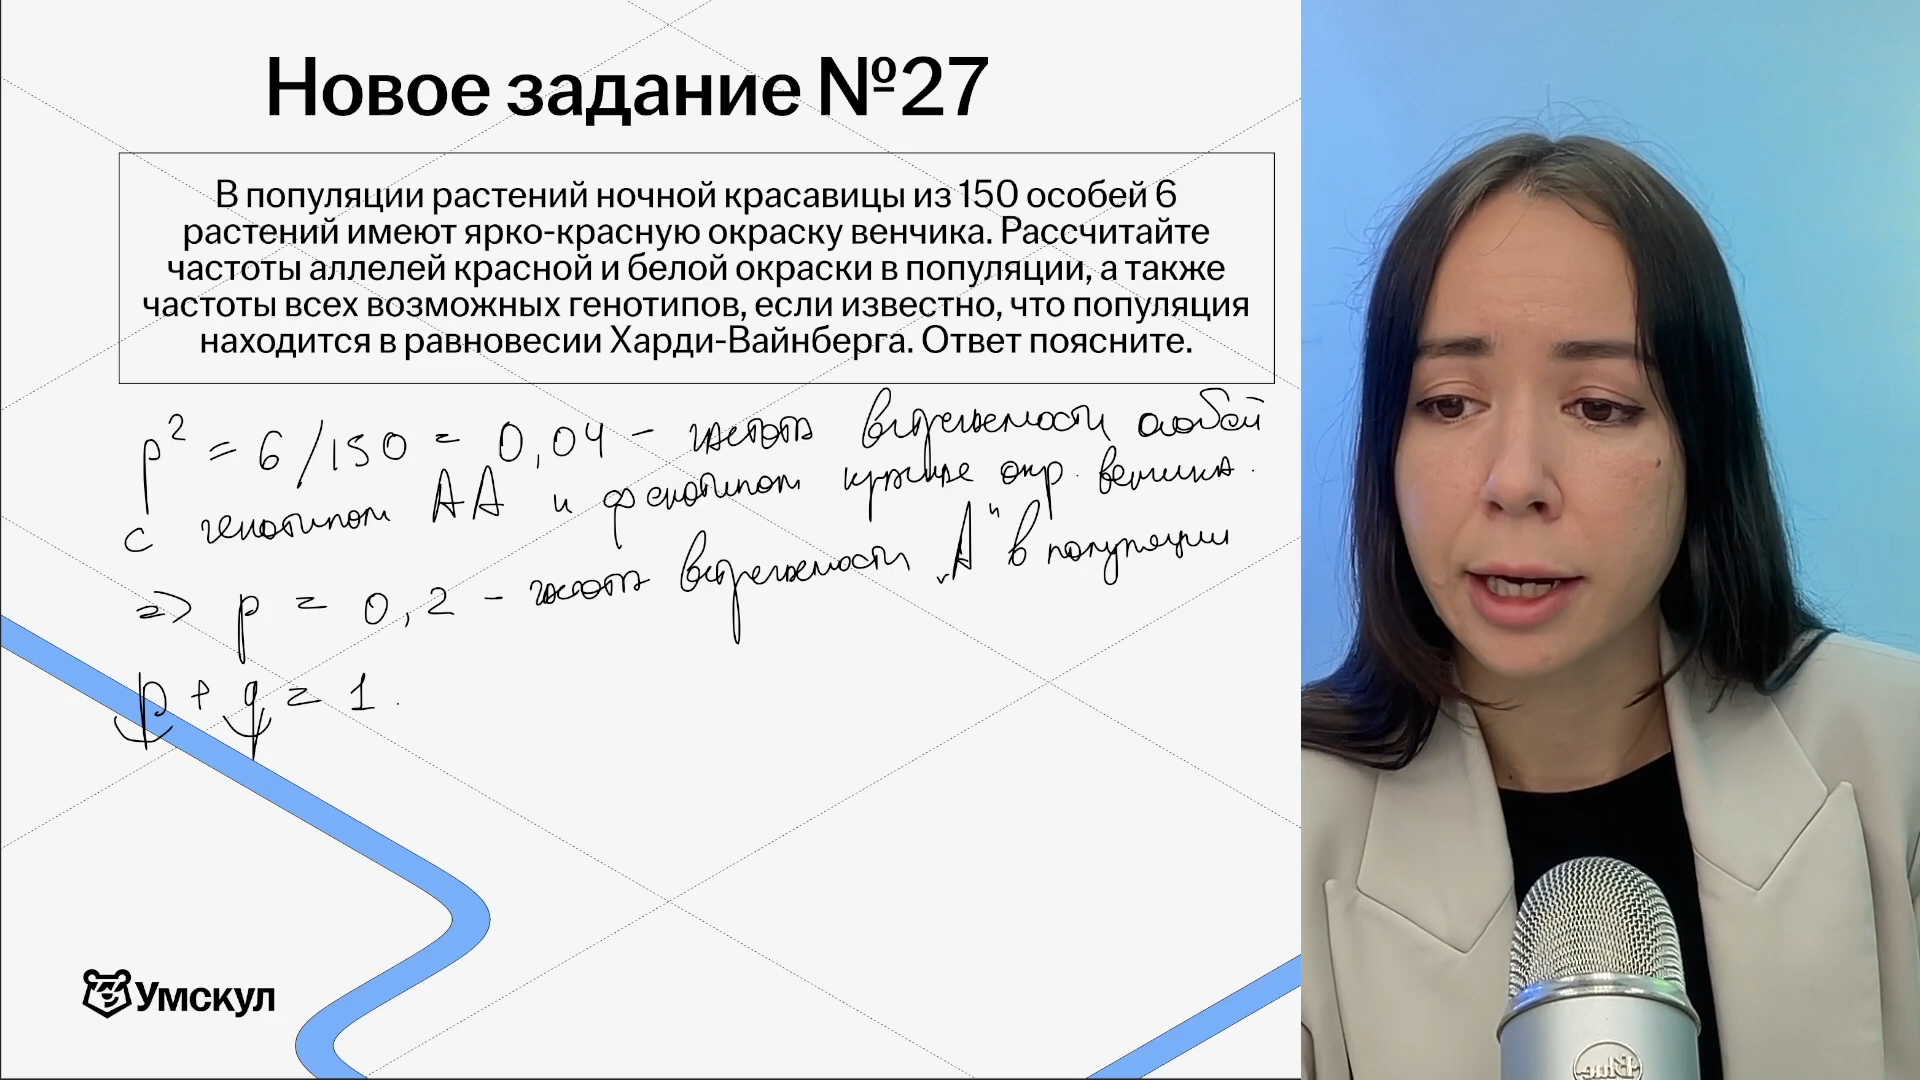 Новое задание №27
В популяции растений ночной красавицы из 150 особей 6
растений имеют ярко-красную окраску венчика. Рассчитайте
частоты аллелей красной и белой окраски в популяции, а также
частоты всех возможных генотипов, если известно, что популяция
находится в равновесии Харди-Вайнберга. Ответ поясните.
p² = 6/150 = 0,04 – частота встречаемости особей
с генотипом АА и фенотипом красные окр. венчика.
=> p = 0,2 – частота встречаемости „А" в популяции
p + q = 1.
Умскул
Blue